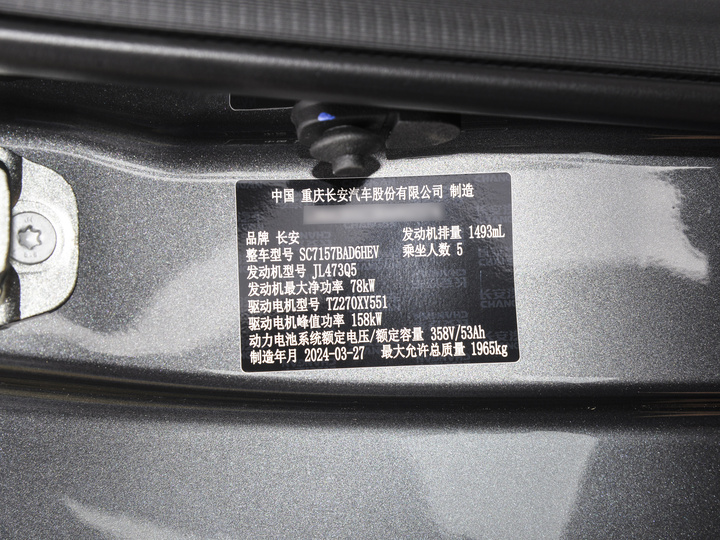 中国 重庆长安汽车股份有限公司 制造
品牌 长安 发动机排量 1493mL
整车型号 SC7157BAD6HEV 乘坐人数 5
发动机型号 JL473Q5
发动机最大净功率 78kW
驱动电机型号 TZ270XY551
驱动电机峰值功率 158kW
动力电池系统额定电压/额定容量 358V/53Ah
制造年月 2024-03-27 最大允许总质量 1965kg